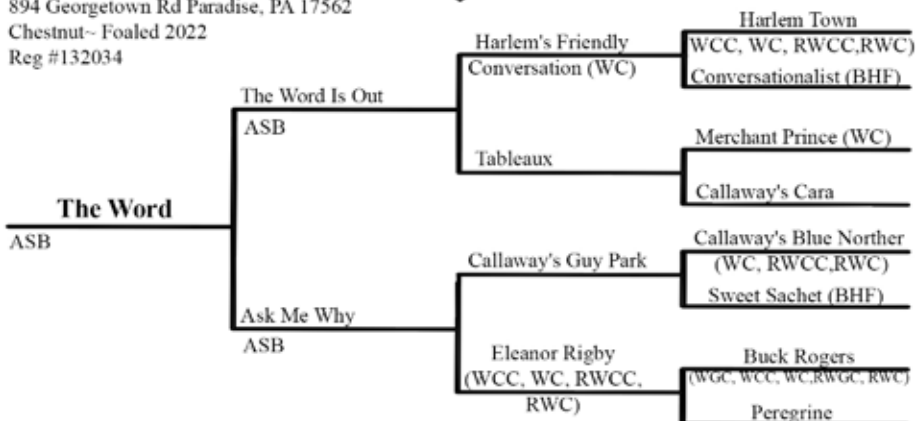 894 Georgetown Rd Paradise, PA 17562
Chestnut~ Foaled 2022
Reg #132034
The Word
ASB
The Word Is Out
ASB
Ask Me Why
ASB
Harlem's Friendly
Conversation (WC)
Tableaux
Callaway's Guy Park
Eleanor Rigby
(WCC, WC, RWCC,
RWC)
Harlem Town
WCC, WC, RWCC,RWC)
Conversationalist (BHF)
Merchant Prince (WC)
Callaway's Cara
Callaway's Blue Norther
(WC, RWCC,RWC)
Sweet Sachet (BHF)
Buck Rogers
(WGC, WCC, WC,RWGC, RWC)
Peregrine